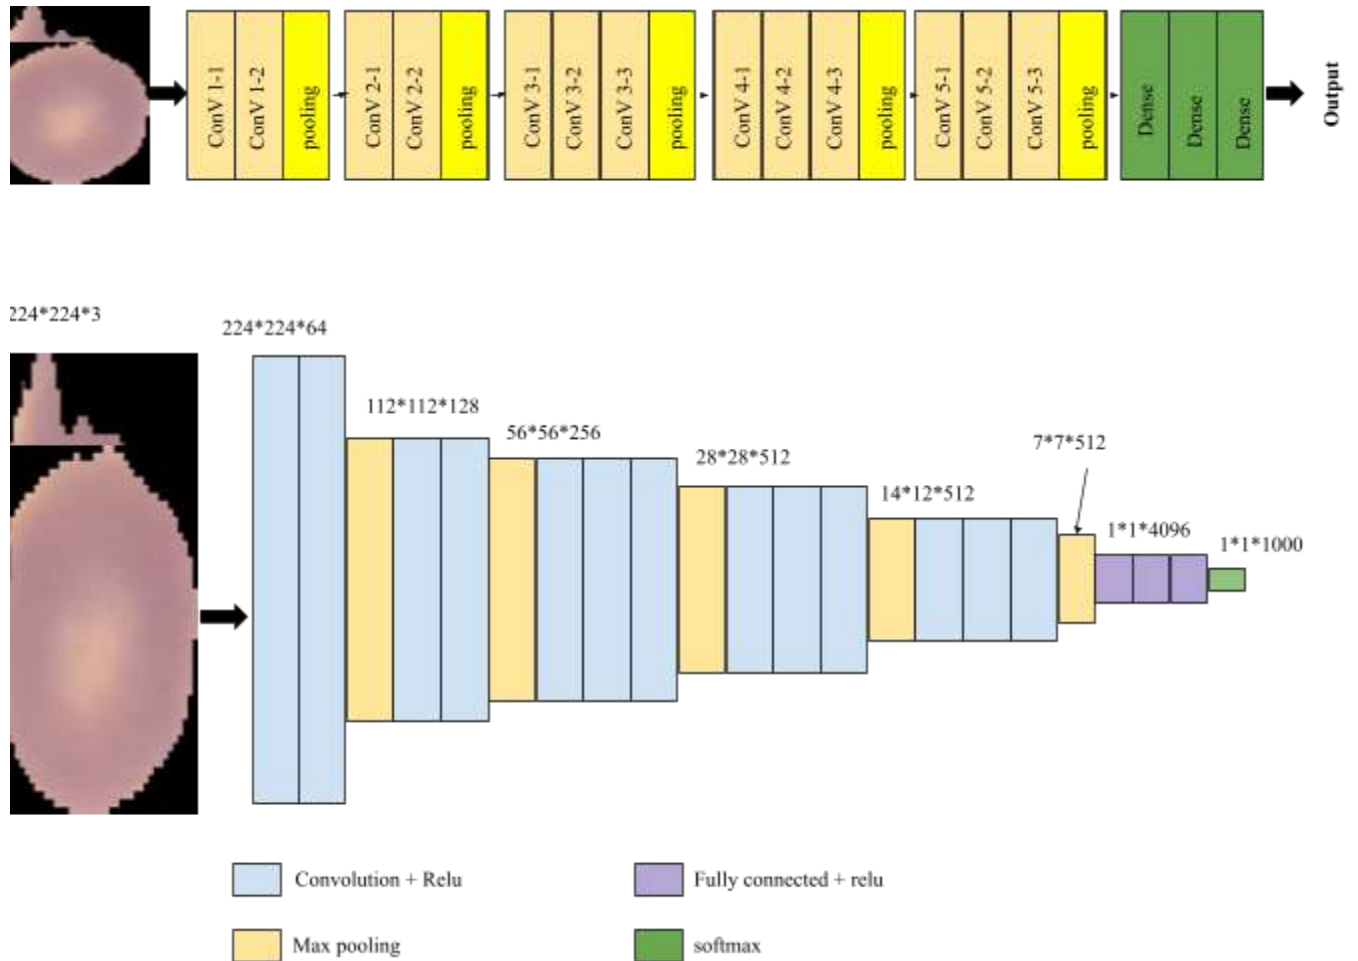 ConV 1-1
ConV 1-2
pooling
ConV 2-1
ConV 2-2
pooling
ConV 3-1
ConV 3-2
ConV 3-3
pooling
ConV 4-1
ConV 4-2
ConV 4-3
pooling
ConV 5-1
ConV 5-2
ConV 5-3
pooling
Dense
Dense
Dense
Output
224*224*3
224*224*64
112*112*128
56*56*256
28*28*512
14*12*512
7*7*512
1*1*4096
1*1*1000
Convolution + Relu
Fully connected + relu
Max pooling
softmax